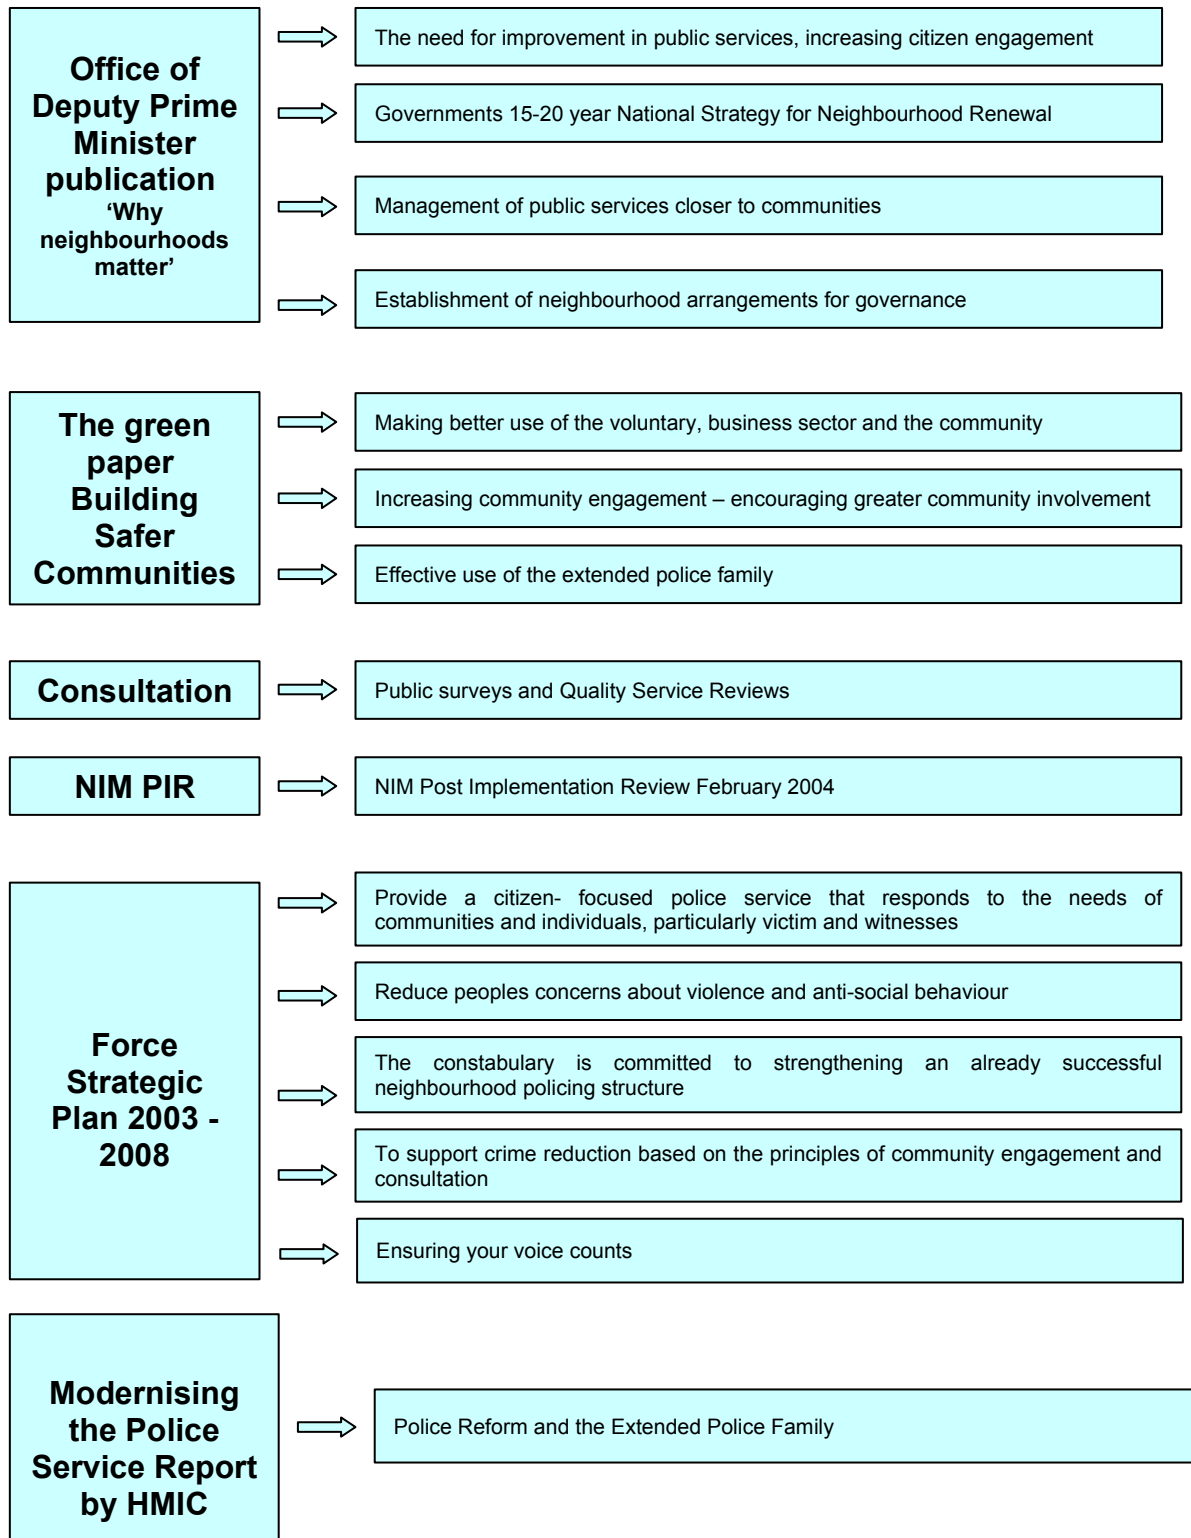 Office of
Deputy Prime
Minister
publication
‘Why
neighbourhoods
matter’
The need for improvement in public services, increasing citizen engagement
Governments 15-20 year National Strategy for Neighbourhood Renewal
Management of public services closer to communities
Establishment of neighbourhood arrangements for governance
The green
paper
Building
Safer
Communities
Making better use of the voluntary, business sector and the community
Increasing community engagement – encouraging greater community involvement
Effective use of the extended police family
Consultation
Public surveys and Quality Service Reviews
NIM PIR
NIM Post Implementation Review February 2004
Force
Strategic
Plan 2003 -
2008
Provide a citizen- focused police service that responds to the needs of
communities and individuals, particularly victim and witnesses
Reduce peoples concerns about violence and anti-social behaviour
The constabulary is committed to strengthening an already successful
neighbourhood policing structure
To support crime reduction based on the principles of community engagement and
consultation
Ensuring your voice counts
Modernising
the Police
Service Report
by HMIC
Police Reform and the Extended Police Family